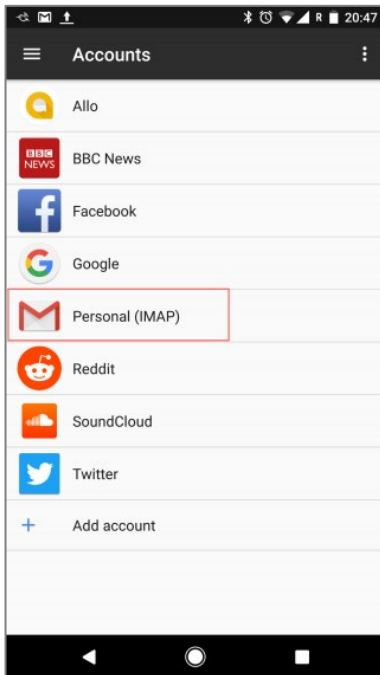 R 20:47
Accounts
Allo
BBC
NEWS
BBC News
Facebook
Google
Personal (IMAP)
Reddit
SoundCloud
Twitter
Add account